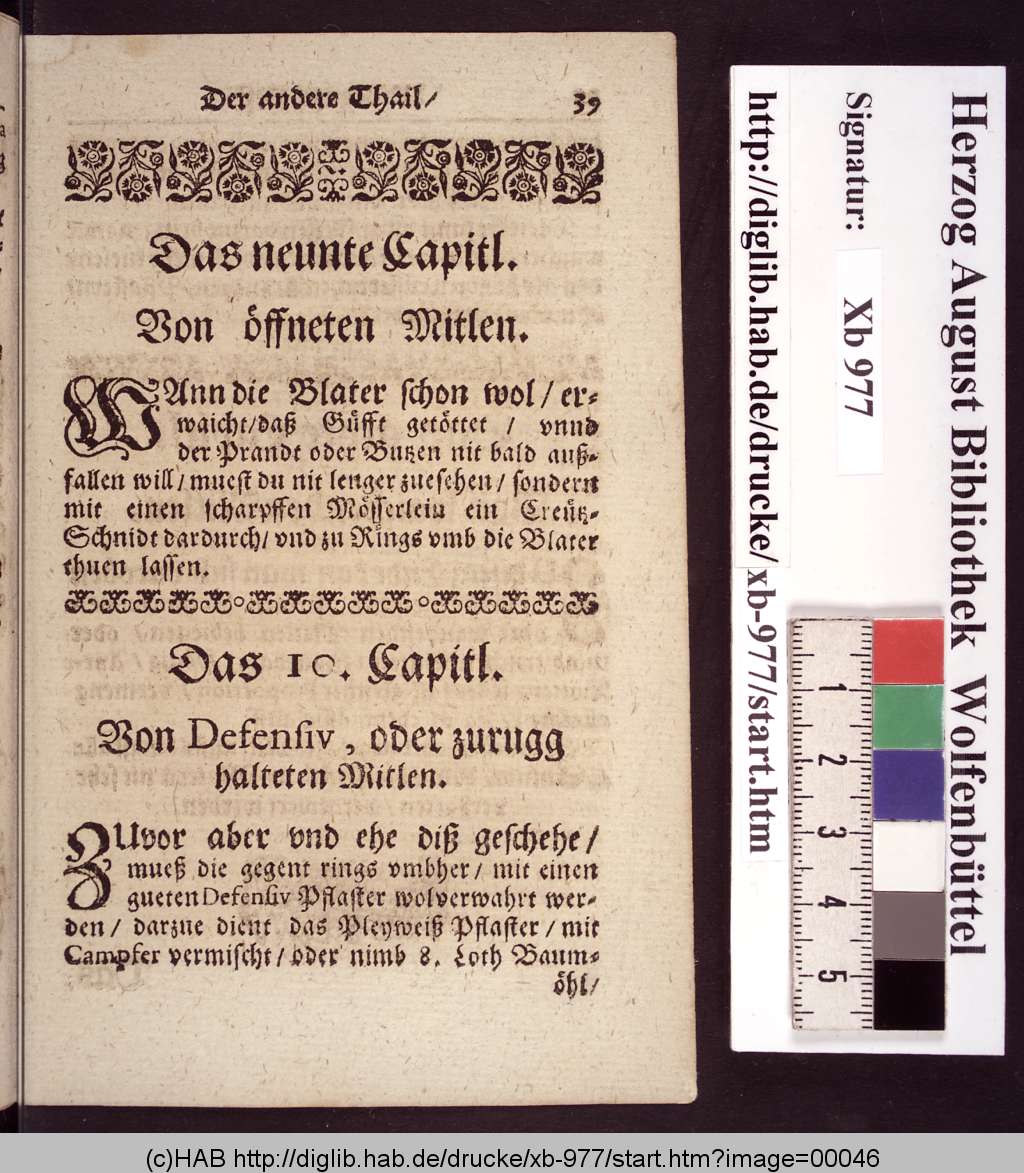 Der andere Thail/ 39
Das neunte Capitl.
Von öffneten Mitlen.
WAnn die Blater ſchon wol/ er-
waicht/daß Güfft getöttet / vnnd
der Prandt oder Butzen nit bald auß-
fallen will/ mueſt du nit lenger zueſehen/ ſondern
mit einen ſcharpffen Möſſerlein ein Creütz-
Schnidt dardurch/ vnd zu Rings vmb die Blater
thuen laſſen.
Das 10. Capitl.
Von Defenſiv, oder zurugg
halteten Mitlen.
ZUvor aber vnd ehe diß geſchehe/
mueß die gegent rings vmbher/ mit einen
gueten Defenſiv Pflaſter wolverwahrt wer-
den/ darzue dient das Pleyweiß Pflaſter/ mit
Campfer vermiſcht/ oder nimb 8. Loth Baum-
öhl/
Herzog August Bibliothek Wolfenbüttel
Signatur: Xb 977
http://diglib.hab.de/drucke/xb-977/start.htm
1
2
3
4
5
(c)HAB http://diglib.hab.de/drucke/xb-977/start.htm?image=00046